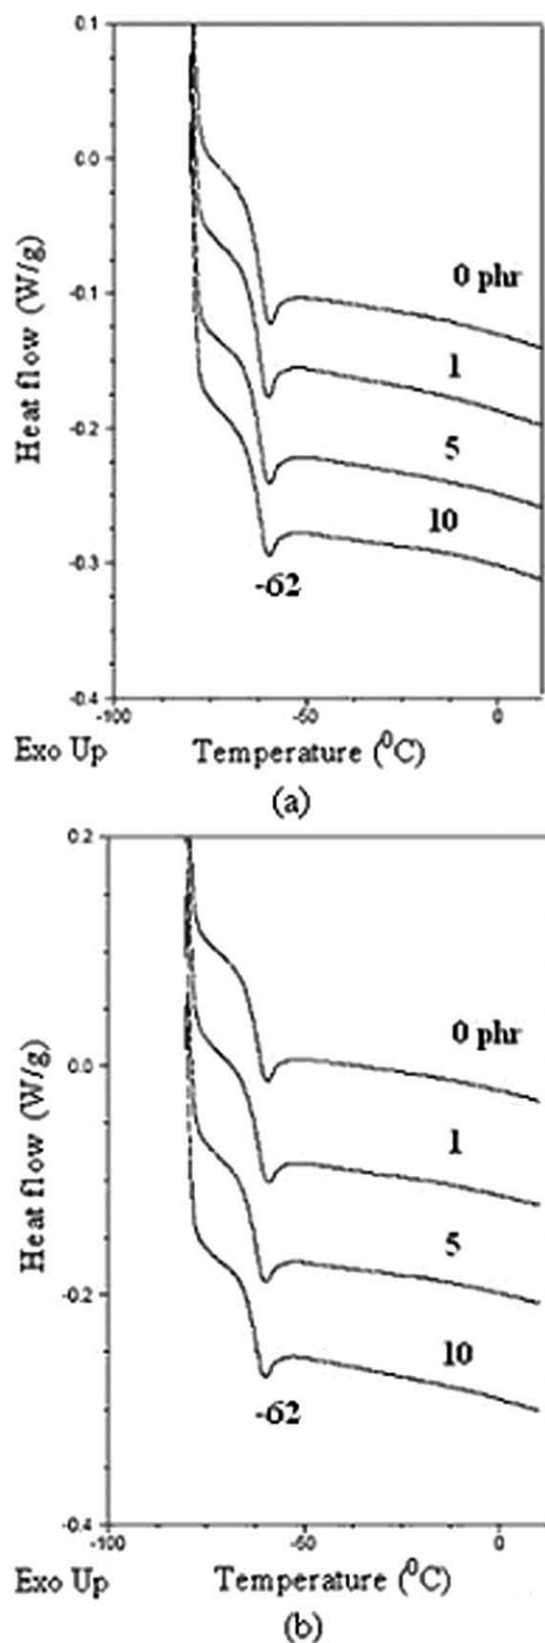 0.1
0.0
-0.1
-0.2
-0.3
-0.4
Heat flow (W/g)
0 phr
1
5
10
-62
-100
-50
0
Exo Up
Temperature (⁰C)
(a)
0.2
0.0
-0.2
-0.4
Heat flow (W/g)
0 phr
1
5
10
-62
-100
-50
0
Exo Up
Temperature (⁰C)
(b)